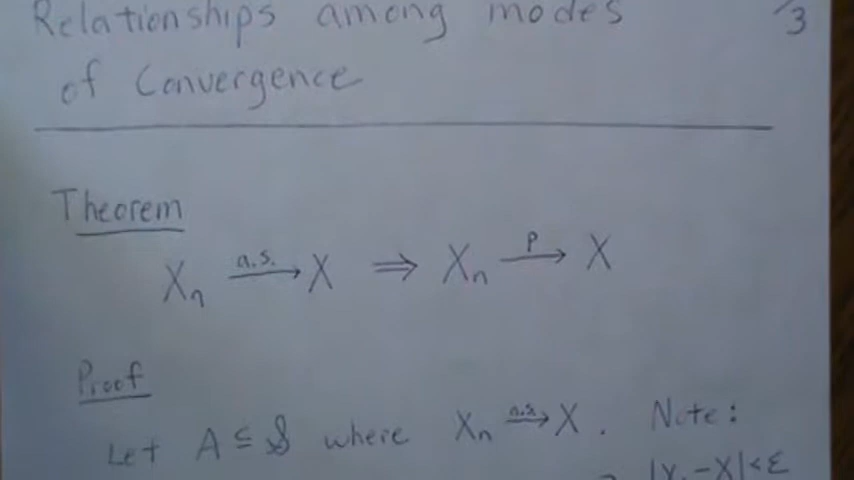 Relationships among modes
of Convergence
/3
Theorem
Xₙ a.s.→ X ⇒ Xₙ p→ X
Proof
Let A ⊆ 𝒮 where Xₙ a.s.→ X. Note:
|X -X|<ε